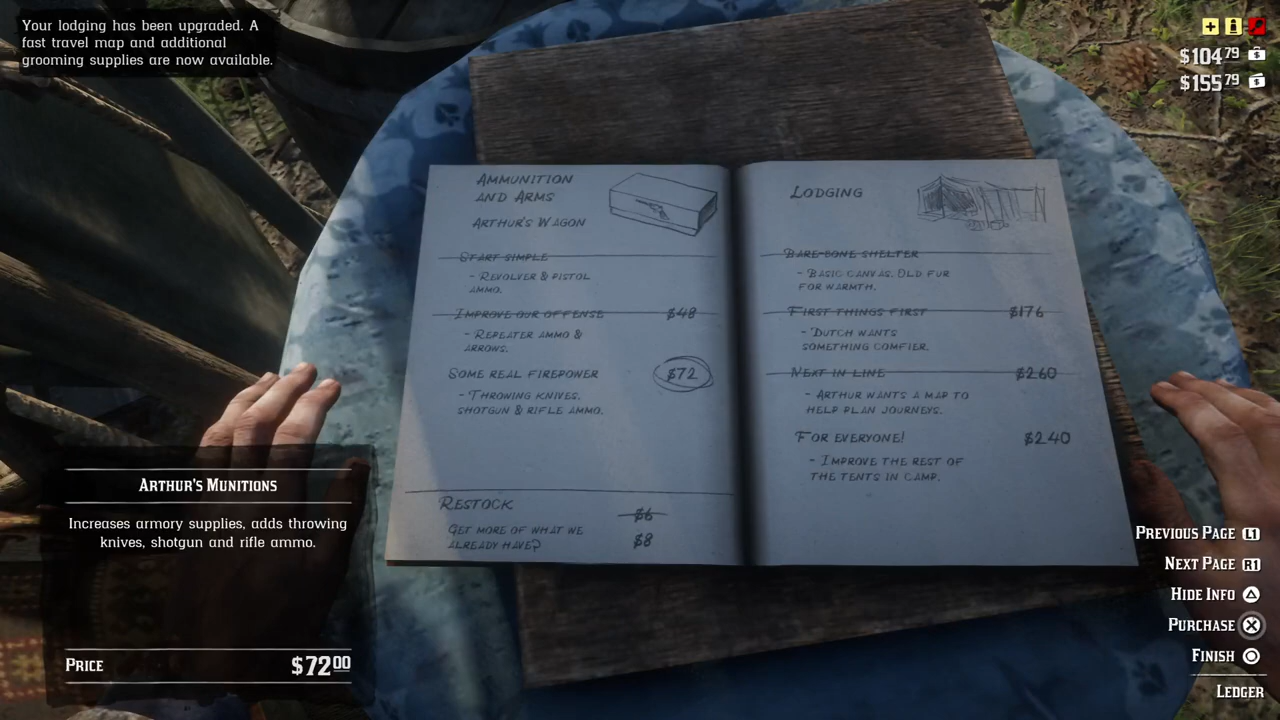 Your lodging has been upgraded. A
fast travel map and additional
grooming supplies are now available.
$104 79
$155 79
Ammunition
and Arms
Arthur's Wagon
Start simple
- Revolver & pistol
ammo.
Improve our offense $48
- Repeater ammo &
arrows.
Some real firepower $72
- Throwing knives,
shotgun & rifle ammo.
Restock
$6
Get more of what we
already have? $8
Lodging
Bare-bone shelter
- Basic canvas. Old fur
for warmth.
First things first $176
- Dutch wants
something comfier.
Next in line $260
- Arthur wants a map to
help plan journeys.
For everyone! $240
- Improve the rest of
the tents in camp.
Arthur's Munitions
Increases armory supplies, adds throwing
knives, shotgun and rifle ammo.
Price $72 00
Previous Page L1
Next Page R1
Hide Info
Purchase
Finish
Ledger